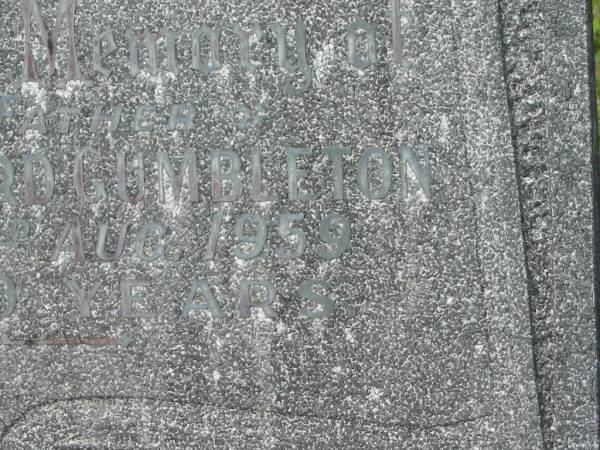 Memory of
FATHER
RD GUMBLETON
D AUG. 1959
YEARS.